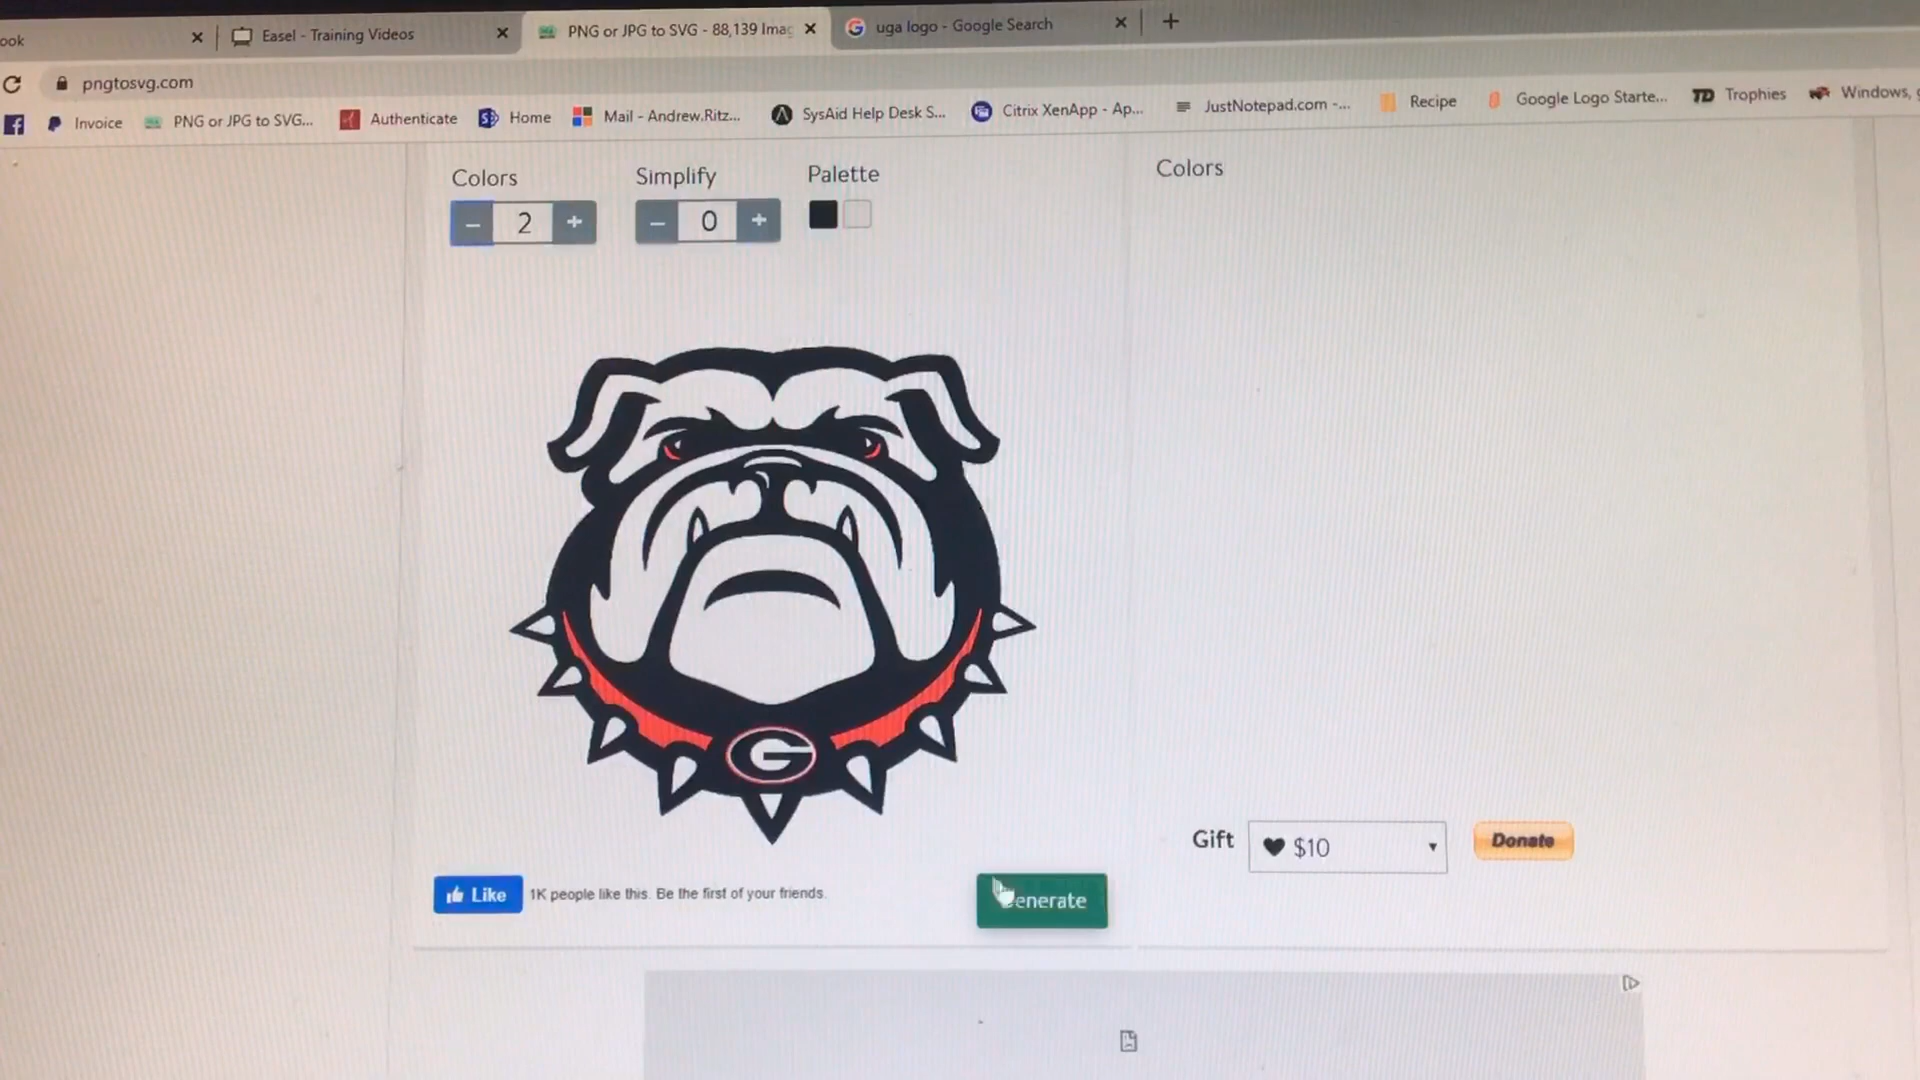 ook
Easel - Training Videos
PNG or JPG to SVG - 88,139 Imag
uga logo - Google Search
pngtosvg.com
Invoice
PNG or JPG to SVG...
Authenticate
Home
Mail - Andrew.Ritz...
SysAid Help Desk S...
Citrix XenApp - Ap...
JustNotepad.com -...
Recipe
Google Logo Starte...
TD Trophies
Windows,
Colors
Simplify
Palette
Colors
- 2 +
- 0 +
G
Gift
$10
Donate
Like
1K people like this. Be the first of your friends.
enerate